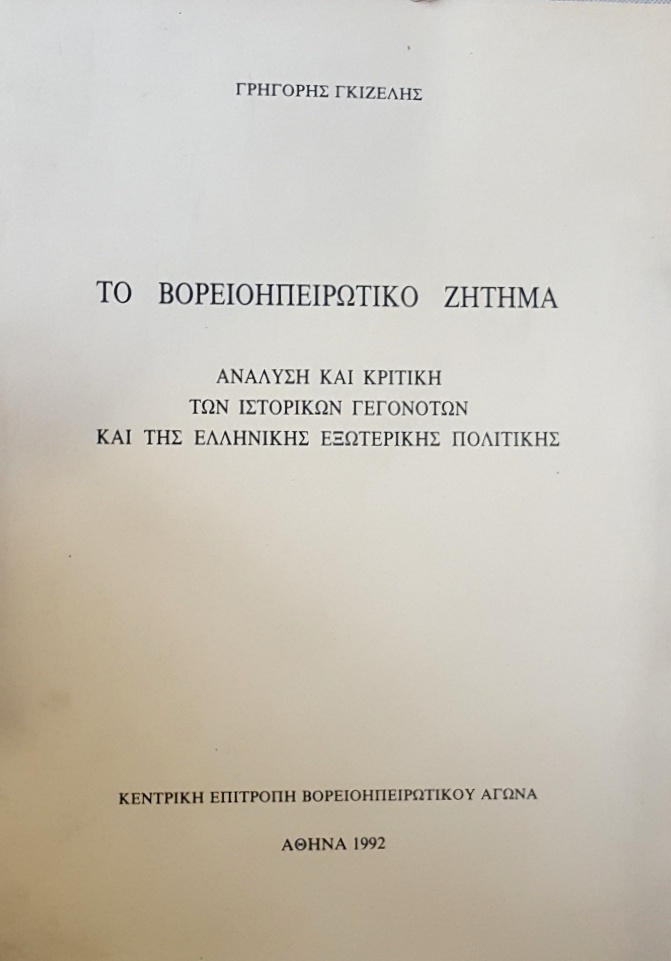 ΓΡΗΓΟΡΗΣ ΓΚΙΖΕΛΗΣ
ΤΟ ΒΟΡΕΙΟΗΠΕΙΡΩΤΙΚΟ ΖΗΤΗΜΑ
ΑΝΑΛΥΣΗ ΚΑΙ ΚΡΙΤΙΚΗ
ΤΩΝ ΙΣΤΟΡΙΚΩΝ ΓΕΓΟΝΟΤΩΝ
ΚΑΙ ΤΗΣ ΕΛΛΗΝΙΚΗΣ ΕΞΩΤΕΡΙΚΗΣ ΠΟΛΙΤΙΚΗΣ
ΚΕΝΤΡΙΚΗ ΕΠΙΤΡΟΠΗ ΒΟΡΕΙΟΗΠΕΙΡΩΤΙΚΟΥ ΑΓΩΝΑ
ΑΘΗΝΑ 1992